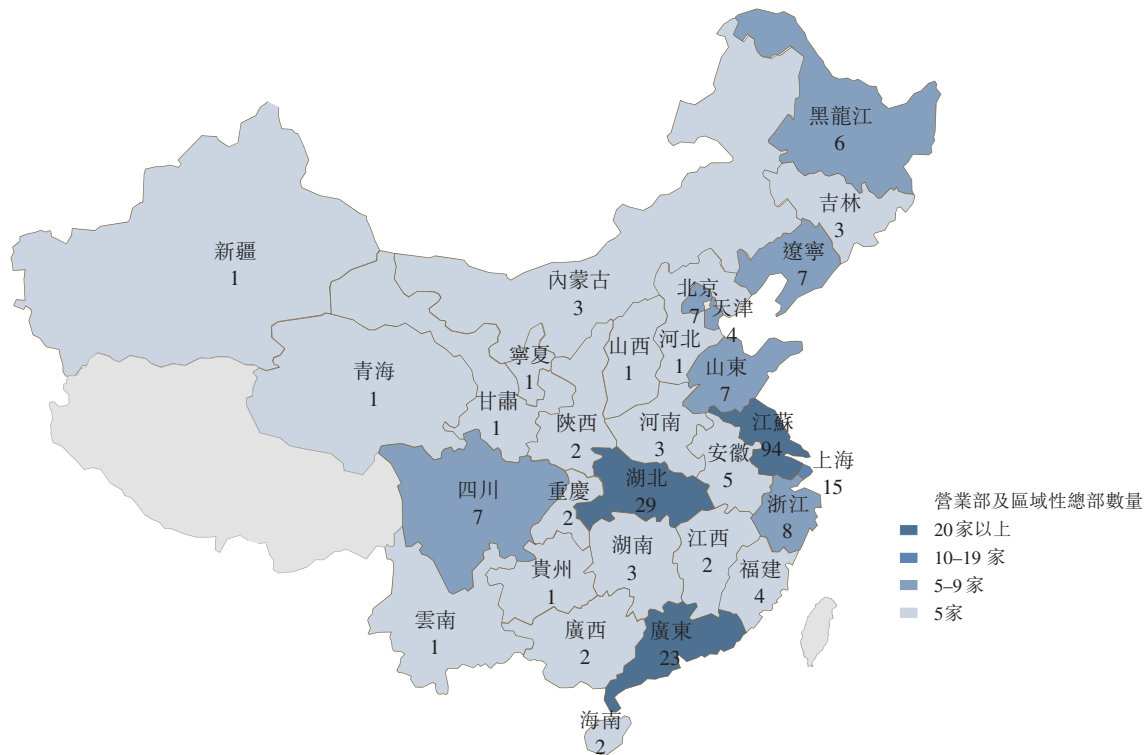 黑龍江
6
吉林
3
遼寧
7
新疆
1
內蒙古
3
北京
7
天津
4
河北
1
山西
1
寧夏
1
山東
7
青海
1
甘肅
1
陝西
2
河南
3
江蘇
94
安徽
5
上海
15
四川
7
重慶
2
湖北
29
浙江
8
湖南
3
江西
2
福建
4
貴州
1
雲南
1
廣西
2
廣東
23
海南
2
營業部及區域性總部數量
20家以上
10–19 家
5–9家
5家